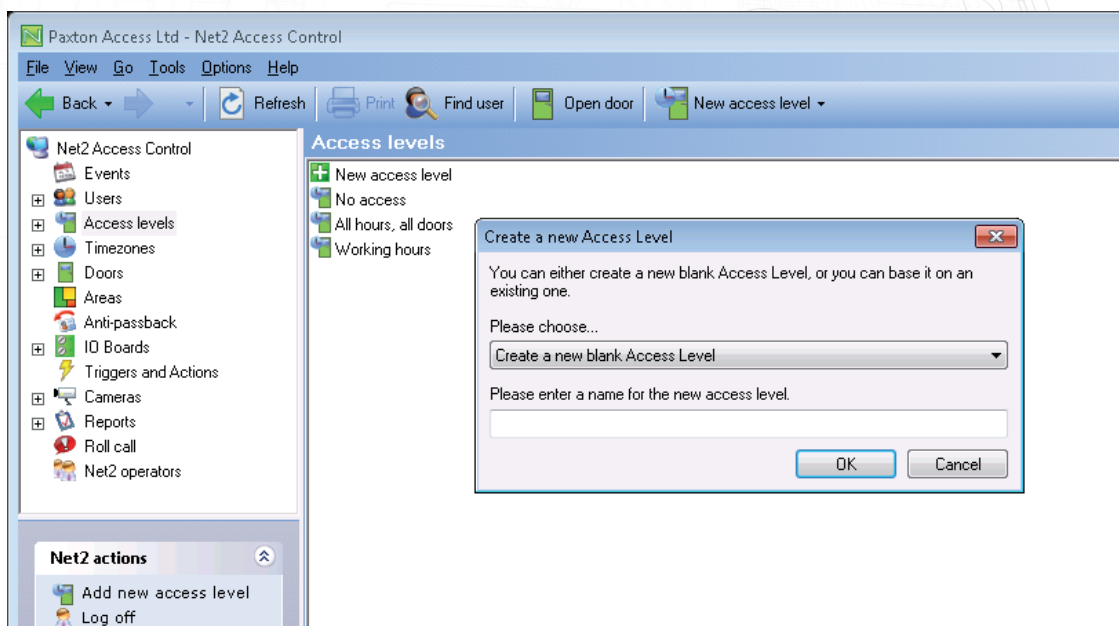 Paxton Access Ltd - Net2 Access Control
File View Go Tools Options Help
Back Refresh Print Find user Open door New access level
Net2 Access Control
Events
Users
Access levels
Timezones
Doors
Areas
Anti-passback
IO Boards
Triggers and Actions
Cameras
Reports
Roll call
Net2 operators
Net2 actions
Add new access level
Log off
Access levels
New access level
No access
All hours, all doors
Working hours
Create a new Access Level
You can either create a new blank Access Level, or you can base it on an
existing one.
Please choose...
Create a new blank Access Level
Please enter a name for the new access level.
OK Cancel